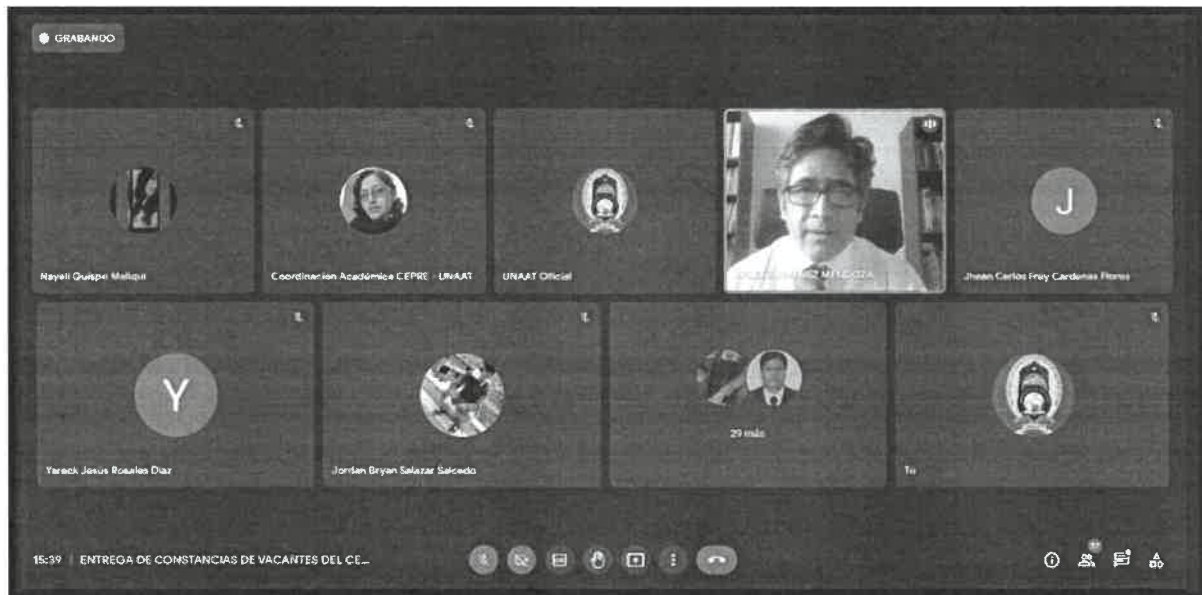 GRABANDO
Nayeli Quispe
Coordinación Académica CEPRE - UNAAT
UNAAT Oficial
MENDOZA
J
Jhean Carlos Frey Cardenas Flores
Y
Yareck Jesús Rosales Diaz
Jordan Bryan Salazar Salcedo
29 más
Tú
15:39 | ENTREGA DE CONSTANCIAS DE VACANTES DEL CE...